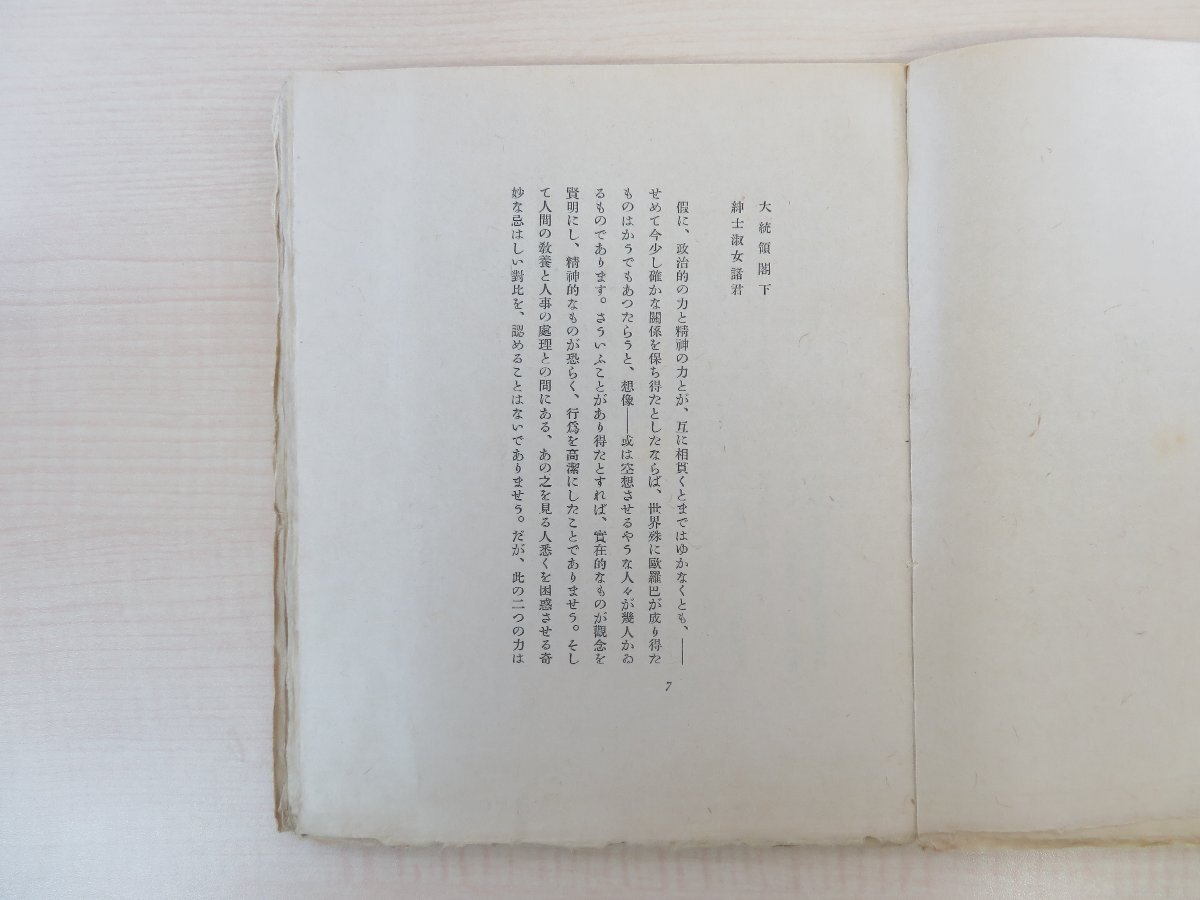 大統領閣下
紳士淑女諸君
假に、政治的の力と精神の力とが、互に相貫くとまではゆかなくとも、――
せめて今少し確かな關係を保ち得たとしたならば、世界殊に歐羅巴が成り得た
ものはかうでもあつたらうと、想像――或は空想させるやうな人々が幾人かゐ
るものであります。さういふことがあり得たとすれば、實在的なものが觀念を
賢明にし、精神的なものが恐らく、行爲を高潔にしたことでありませう。そし
て人間の敎養と人事の處理との間にある、あの之を見る人悉くを困惑させる奇
妙な忌はしい對比を、認めることはないでありませう。だが、此の二つの力は
7